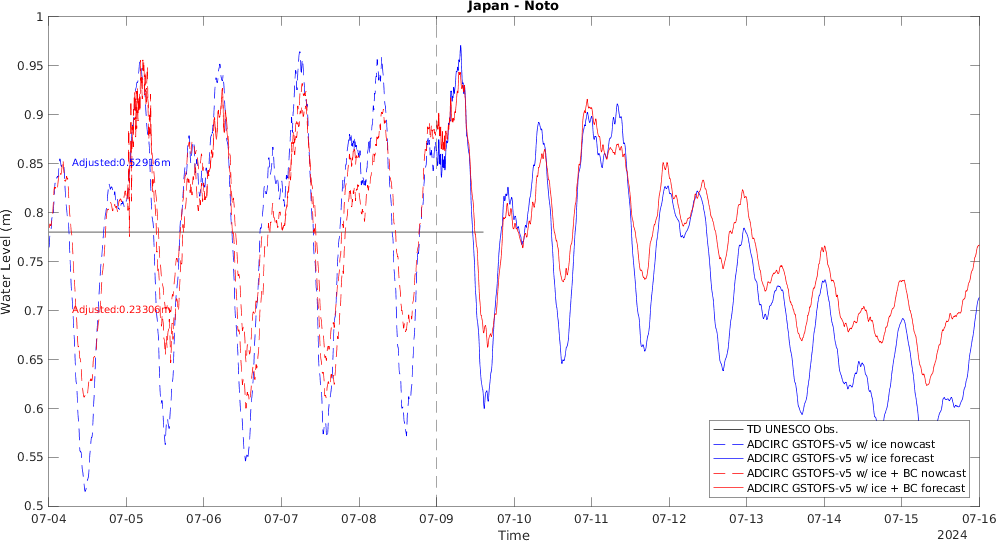 Japan - Noto
Water Level (m)
1
0.95
0.9
0.85
0.8
0.75
0.7
0.65
0.6
0.55
0.5
Adjusted:0.52916m
Adjusted:0.23306m
TD UNESCO Obs.
ADCIRC GSTOFS-v5 w/ ice nowcast
ADCIRC GSTOFS-v5 w/ ice forecast
ADCIRC GSTOFS-v5 w/ ice + BC nowcast
ADCIRC GSTOFS-v5 w/ ice + BC forecast
07-04 07-05 07-06 07-07 07-08 07-09 07-10 07-11 07-12 07-13 07-14 07-15 07-16
Time
2024